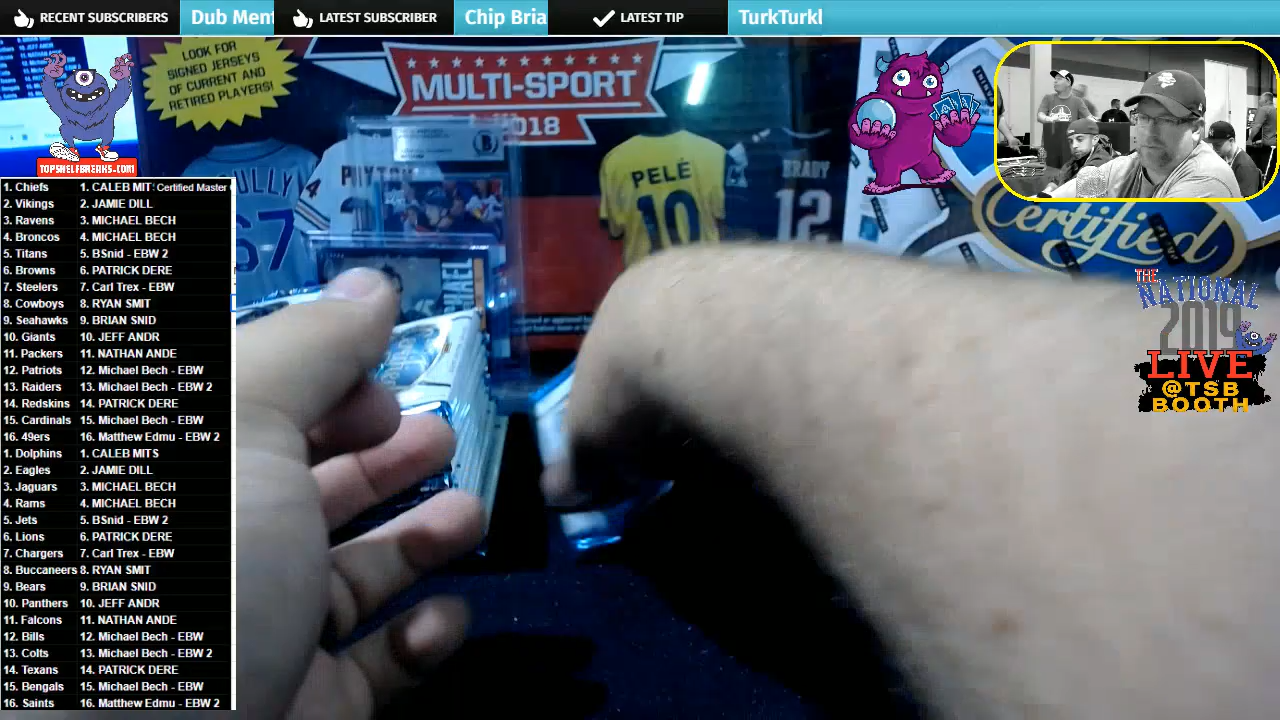 RECENT SUBSCRIBERS
Dub Ment
LATEST SUBSCRIBER
Chip Bria
LATEST TIP
TurkTurkl
LOOK FOR
SIGNED JERSEYS
OF CURRENT AND
RETIRED PLAYERS!
MULTI-SPORT
2018
TOPSHELFBREAKS.COM
PELÉ
10
BRADY
12
Certified
THE
NATIONAL
2019
LIVE
@TSB
BOOTH
1. Chiefs 1. CALEB MIT: Certified Master
2. Vikings 2. JAMIE DILL
3. Ravens 3. MICHAEL BECH
4. Broncos 4. MICHAEL BECH
5. Titans 5. BSnid - EBW 2
6. Browns 6. PATRICK DERE
7. Steelers 7. Carl Trex - EBW
8. Cowboys 8. RYAN SMIT
9. Seahawks 9. BRIAN SNID
10. Giants 10. JEFF ANDR
11. Packers 11. NATHAN ANDE
12. Patriots 12. Michael Bech - EBW
13. Raiders 13. Michael Bech - EBW 2
14. Redskins 14. PATRICK DERE
15. Cardinals 15. Michael Bech - EBW
16. 49ers 16. Matthew Edmu - EBW 2
1. Dolphins 1. CALEB MITS
2. Eagles 2. JAMIE DILL
3. Jaguars 3. MICHAEL BECH
4. Rams 4. MICHAEL BECH
5. Jets 5. BSnid - EBW 2
6. Lions 6. PATRICK DERE
7. Chargers 7. Carl Trex - EBW
8. Buccaneers 8. RYAN SMIT
9. Bears 9. BRIAN SNID
10. Panthers 10. JEFF ANDR
11. Falcons 11. NATHAN ANDE
12. Bills 12. Michael Bech - EBW
13. Colts 13. Michael Bech - EBW 2
14. Texans 14. PATRICK DERE
15. Bengals 15. Michael Bech - EBW
16. Saints 16. Matthew Edmu - EBW 2